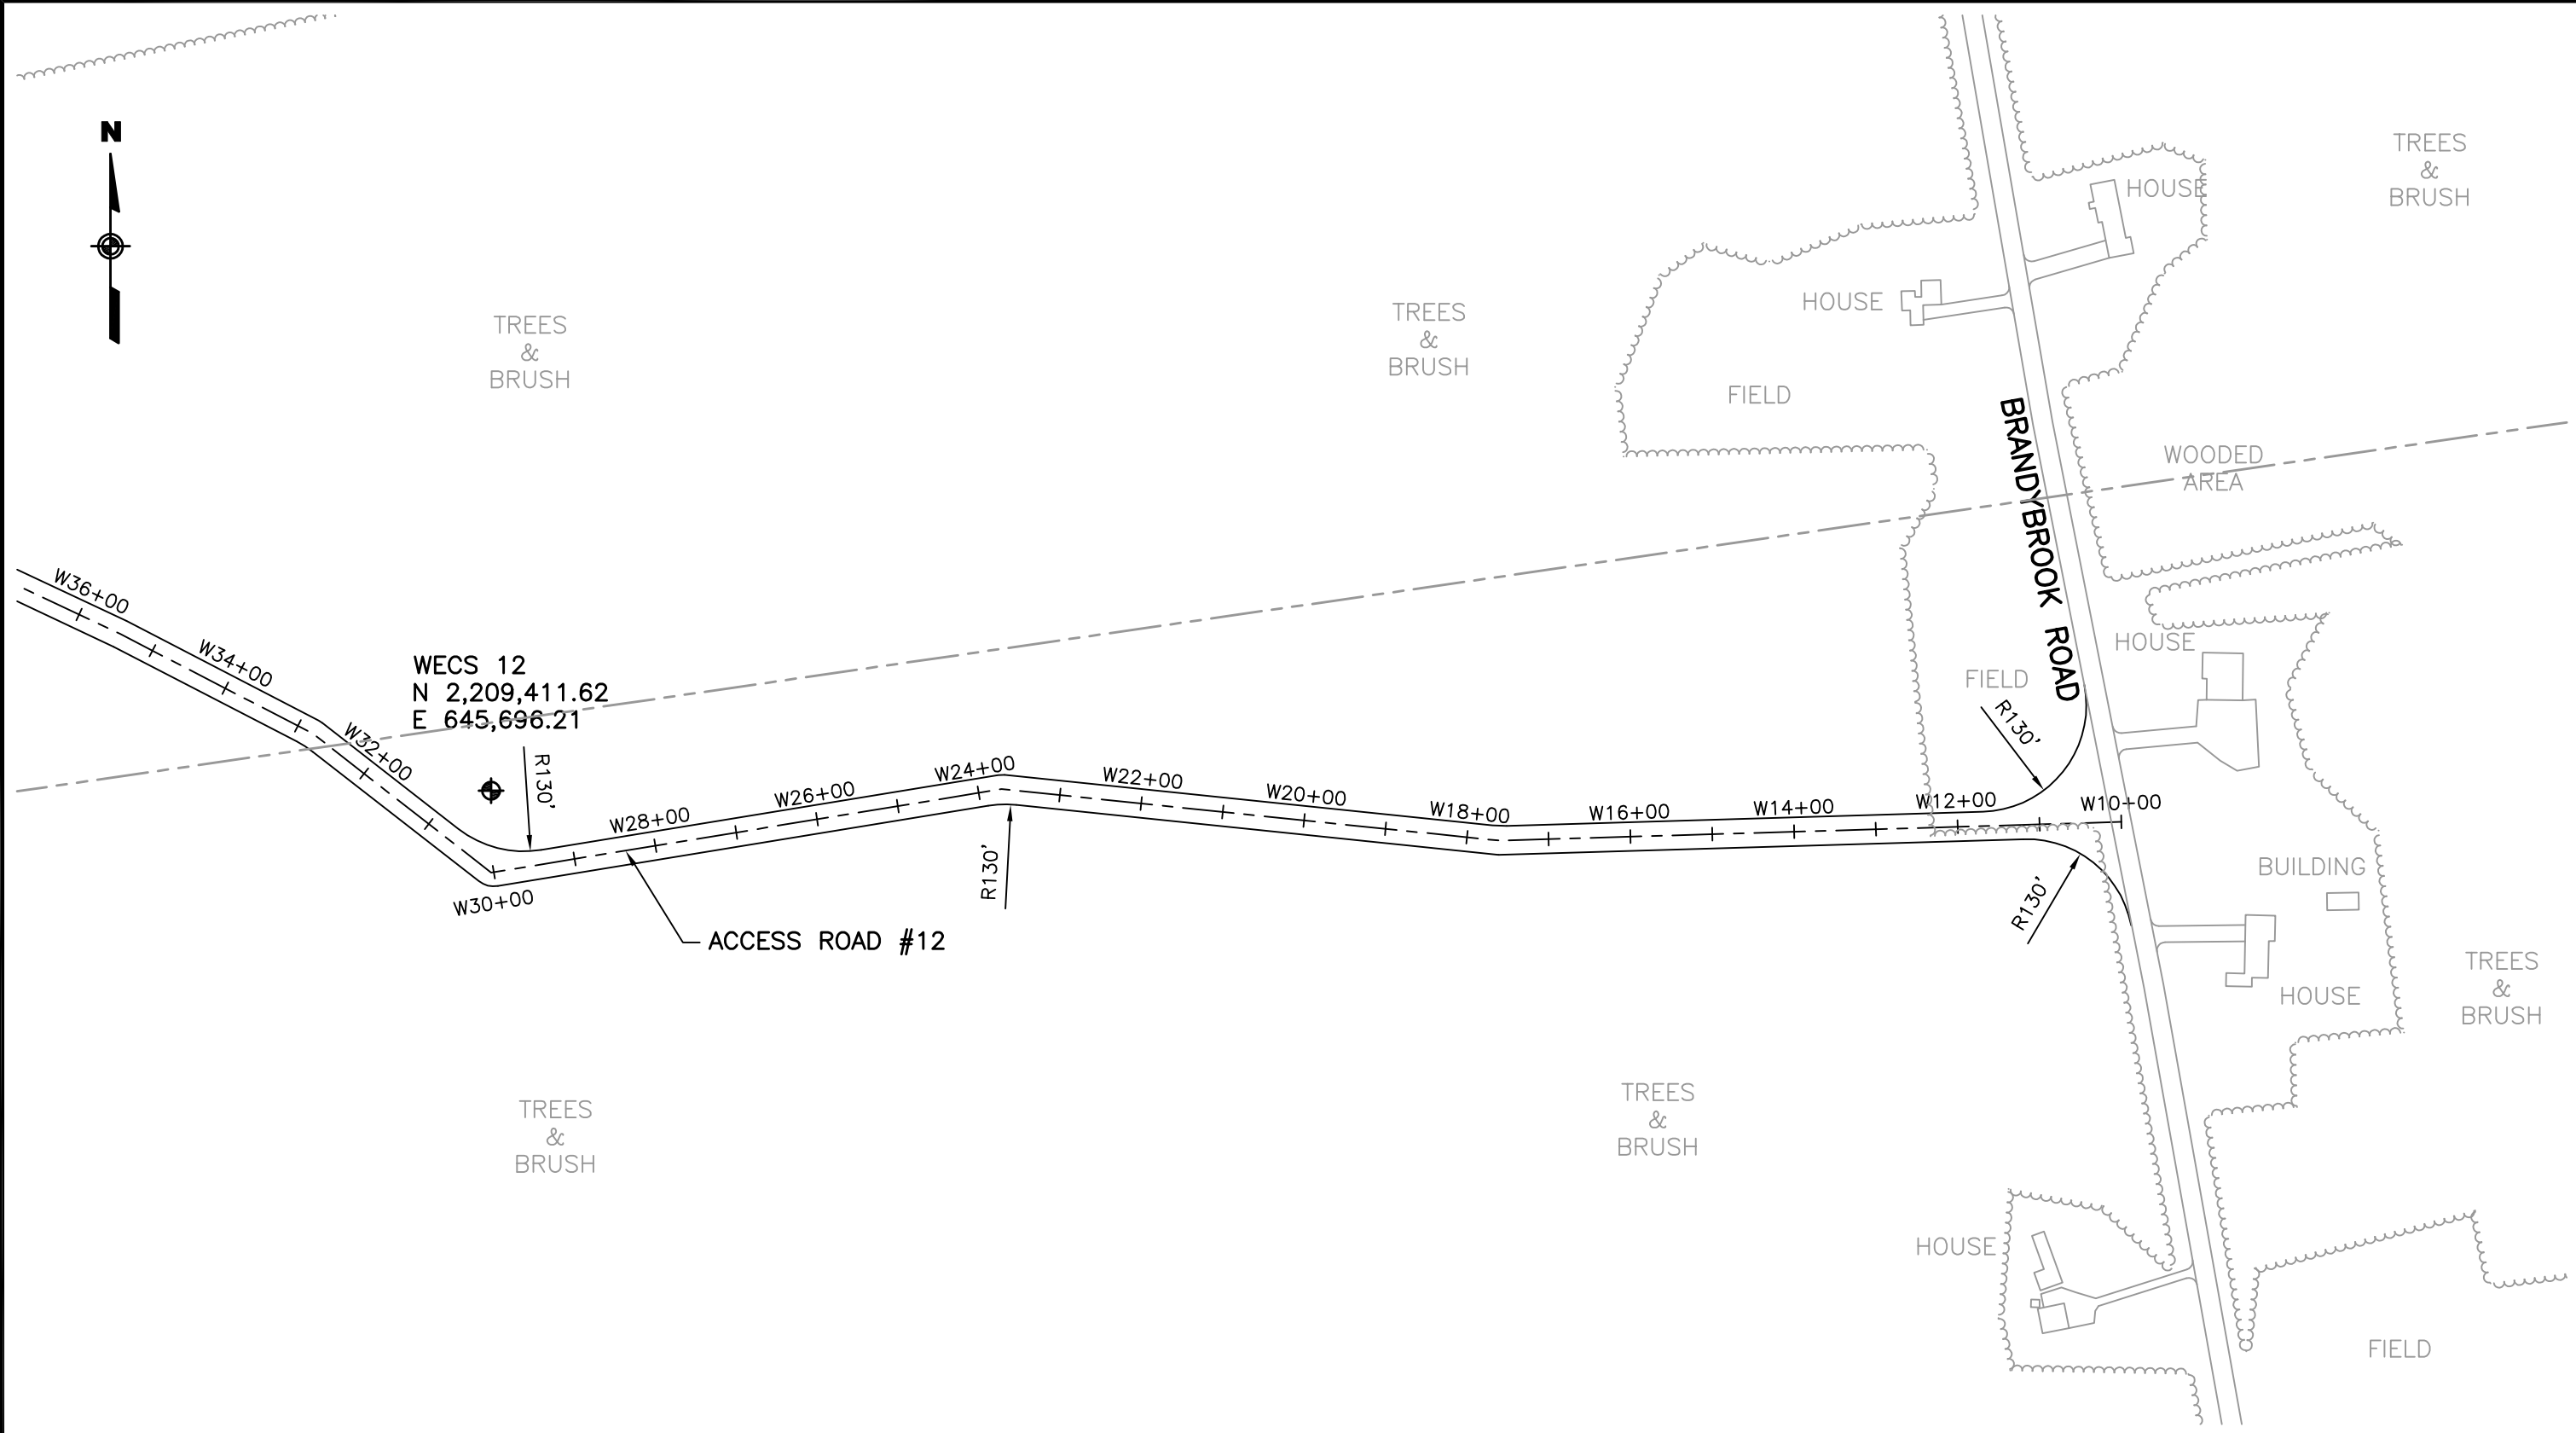 N
TREES
&
BRUSH
HOUSE
TREES
&
BRUSH
TREES
&
BRUSH
HOUSE
FIELD
BRANDYBROOK ROAD
WOODED
AREA
W36+00
W34+00
W32+00
WECS 12
N 2,209,411.62
E 645,696.21
R130'
W30+00
W28+00
W26+00
W24+00
W22+00
W20+00
W18+00
W16+00
W14+00
W12+00
W10+00
R130'
FIELD
R130'
R130'
HOUSE
ACCESS ROAD #12
BUILDING
HOUSE
TREES
&
BRUSH
TREES
&
BRUSH
TREES
&
BRUSH
HOUSE
FIELD